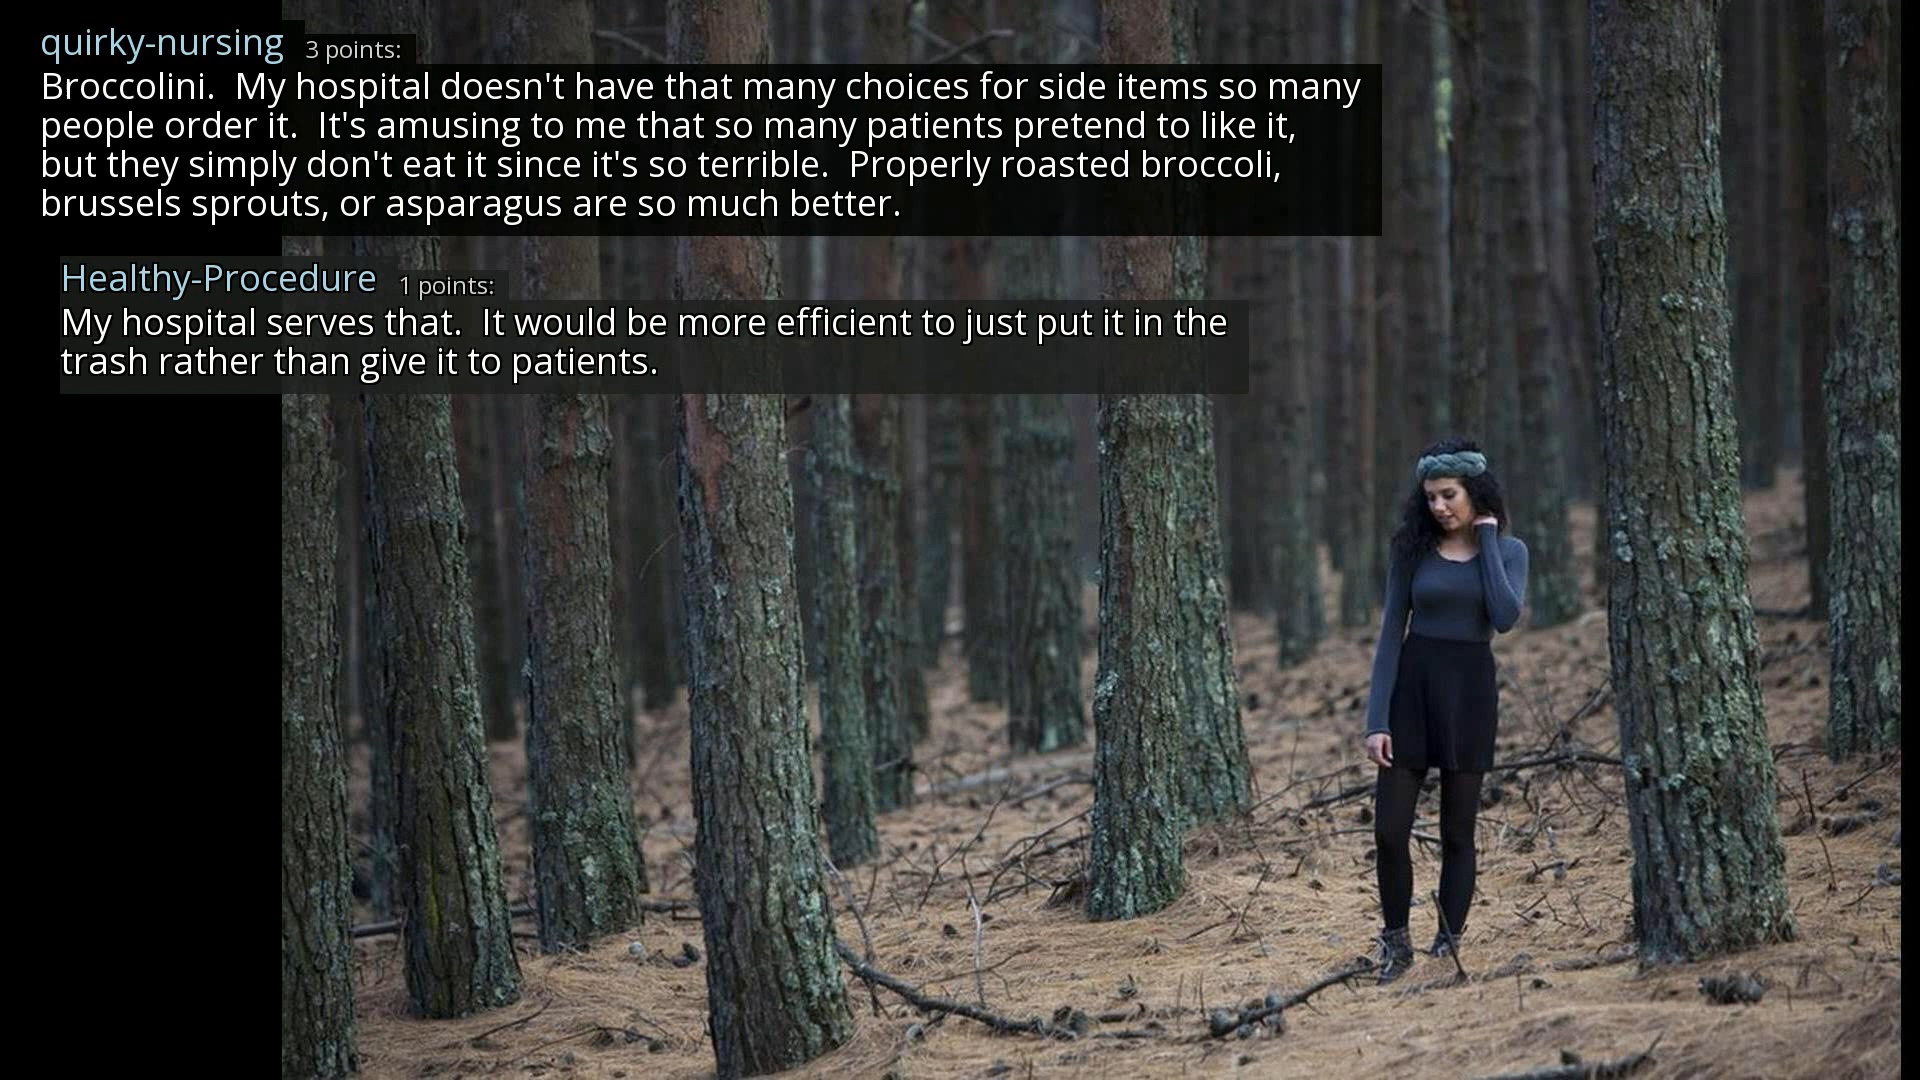 quirky-nursing 3 points:
Broccolini.  My hospital doesn't have that many choices for side items so many
people order it.  It's amusing to me that so many patients pretend to like it,
but they simply don't eat it since it's so terrible.  Properly roasted broccoli,
brussels sprouts, or asparagus are so much better.
Healthy-Procedure 1 points:
My hospital serves that.  It would be more efficient to just put it in the
trash rather than give it to patients.